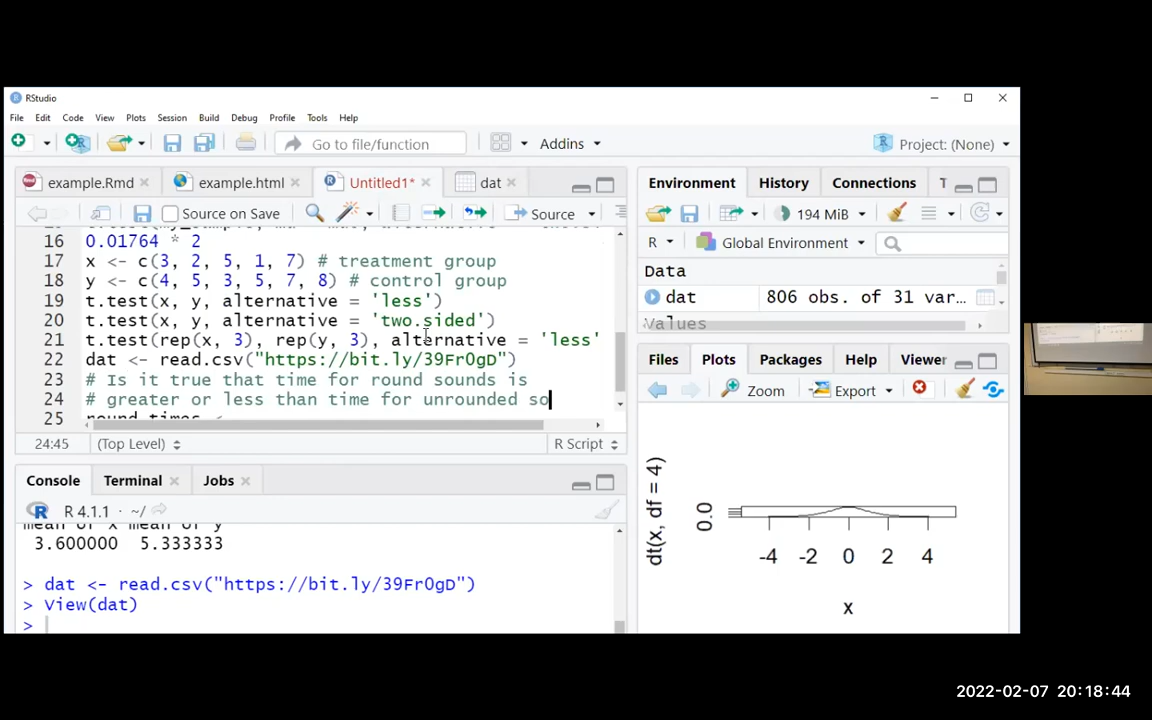 RStudio
File Edit Code View Plots Session Build Debug Profile Tools Help
Go to file/function Addins Project: (None)
example.Rmd example.html Untitled1* dat
Source on Save Source
16 0.01764 * 2
17 x <- c(3, 2, 5, 1, 7) # treatment group
18 y <- c(4, 5, 3, 5, 7, 8) # control group
19 t.test(x, y, alternative = 'less')
20 t.test(x, y, alternative = 'two.sided')
21 t.test(rep(x, 3), rep(y, 3), alternative = 'less'
22 dat <- read.csv("https://bit.ly/39Fr0gD")
23 # Is it true that time for round sounds is
24 # greater or less than time for unrounded so
25 round_times <-
24:45 (Top Level) R Script
Console Terminal Jobs
R 4.1.1 · ~/
mean of x mean of y
3.600000 5.333333
> dat <- read.csv("https://bit.ly/39Fr0gD")
> View(dat)
>
Environment History Connections T
194 MiB
R Global Environment
Data
dat 806 obs. of 31 var...
Values
Files Plots Packages Help Viewer
Zoom Export
dt(x, df = 4)
0.0
-4 -2 0 2 4
x
2022-02-07 20:18:44